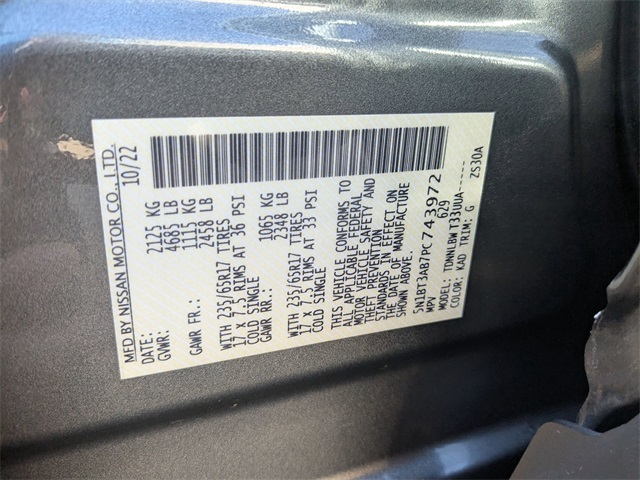 MFD BY NISSAN MOTOR CO.,LTD.
DATE: 10/22
GVWR: 2125 KG
4685 LB
GAWR FR.: 1115 KG
2458 LB
WITH 235/65R17 TIRES
17 X 7.5 RIMS AT 36 PSI
COLD SINGLE
GAWR RR.: 1065 KG
2348 LB
WITH 235/65R17 TIRES
17 X 7.5 RIMS AT 33 PSI
COLD SINGLE
THIS VEHICLE CONFORMS TO
ALL APPLICABLE FEDERAL
MOTOR VEHICLE SAFETY AND
THEFT PREVENTION
STANDARDS IN EFFECT ON
THE DATE OF MANUFACTURE
SHOWN ABOVE.
5N1BT3AB7PC743972
MPV 629
MODEL: TDNNLBW T33UUA------
COLOR: KAD TRIM: G ZS30A